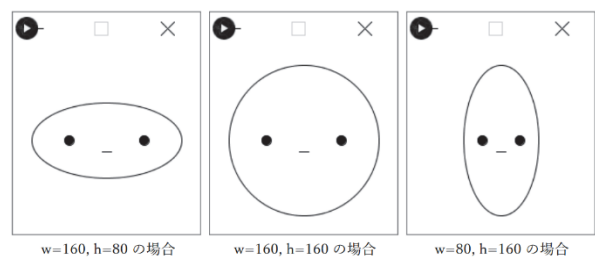 w=160, h=80 の場合
w=160, h=160 の場合
w=80, h=160 の場合